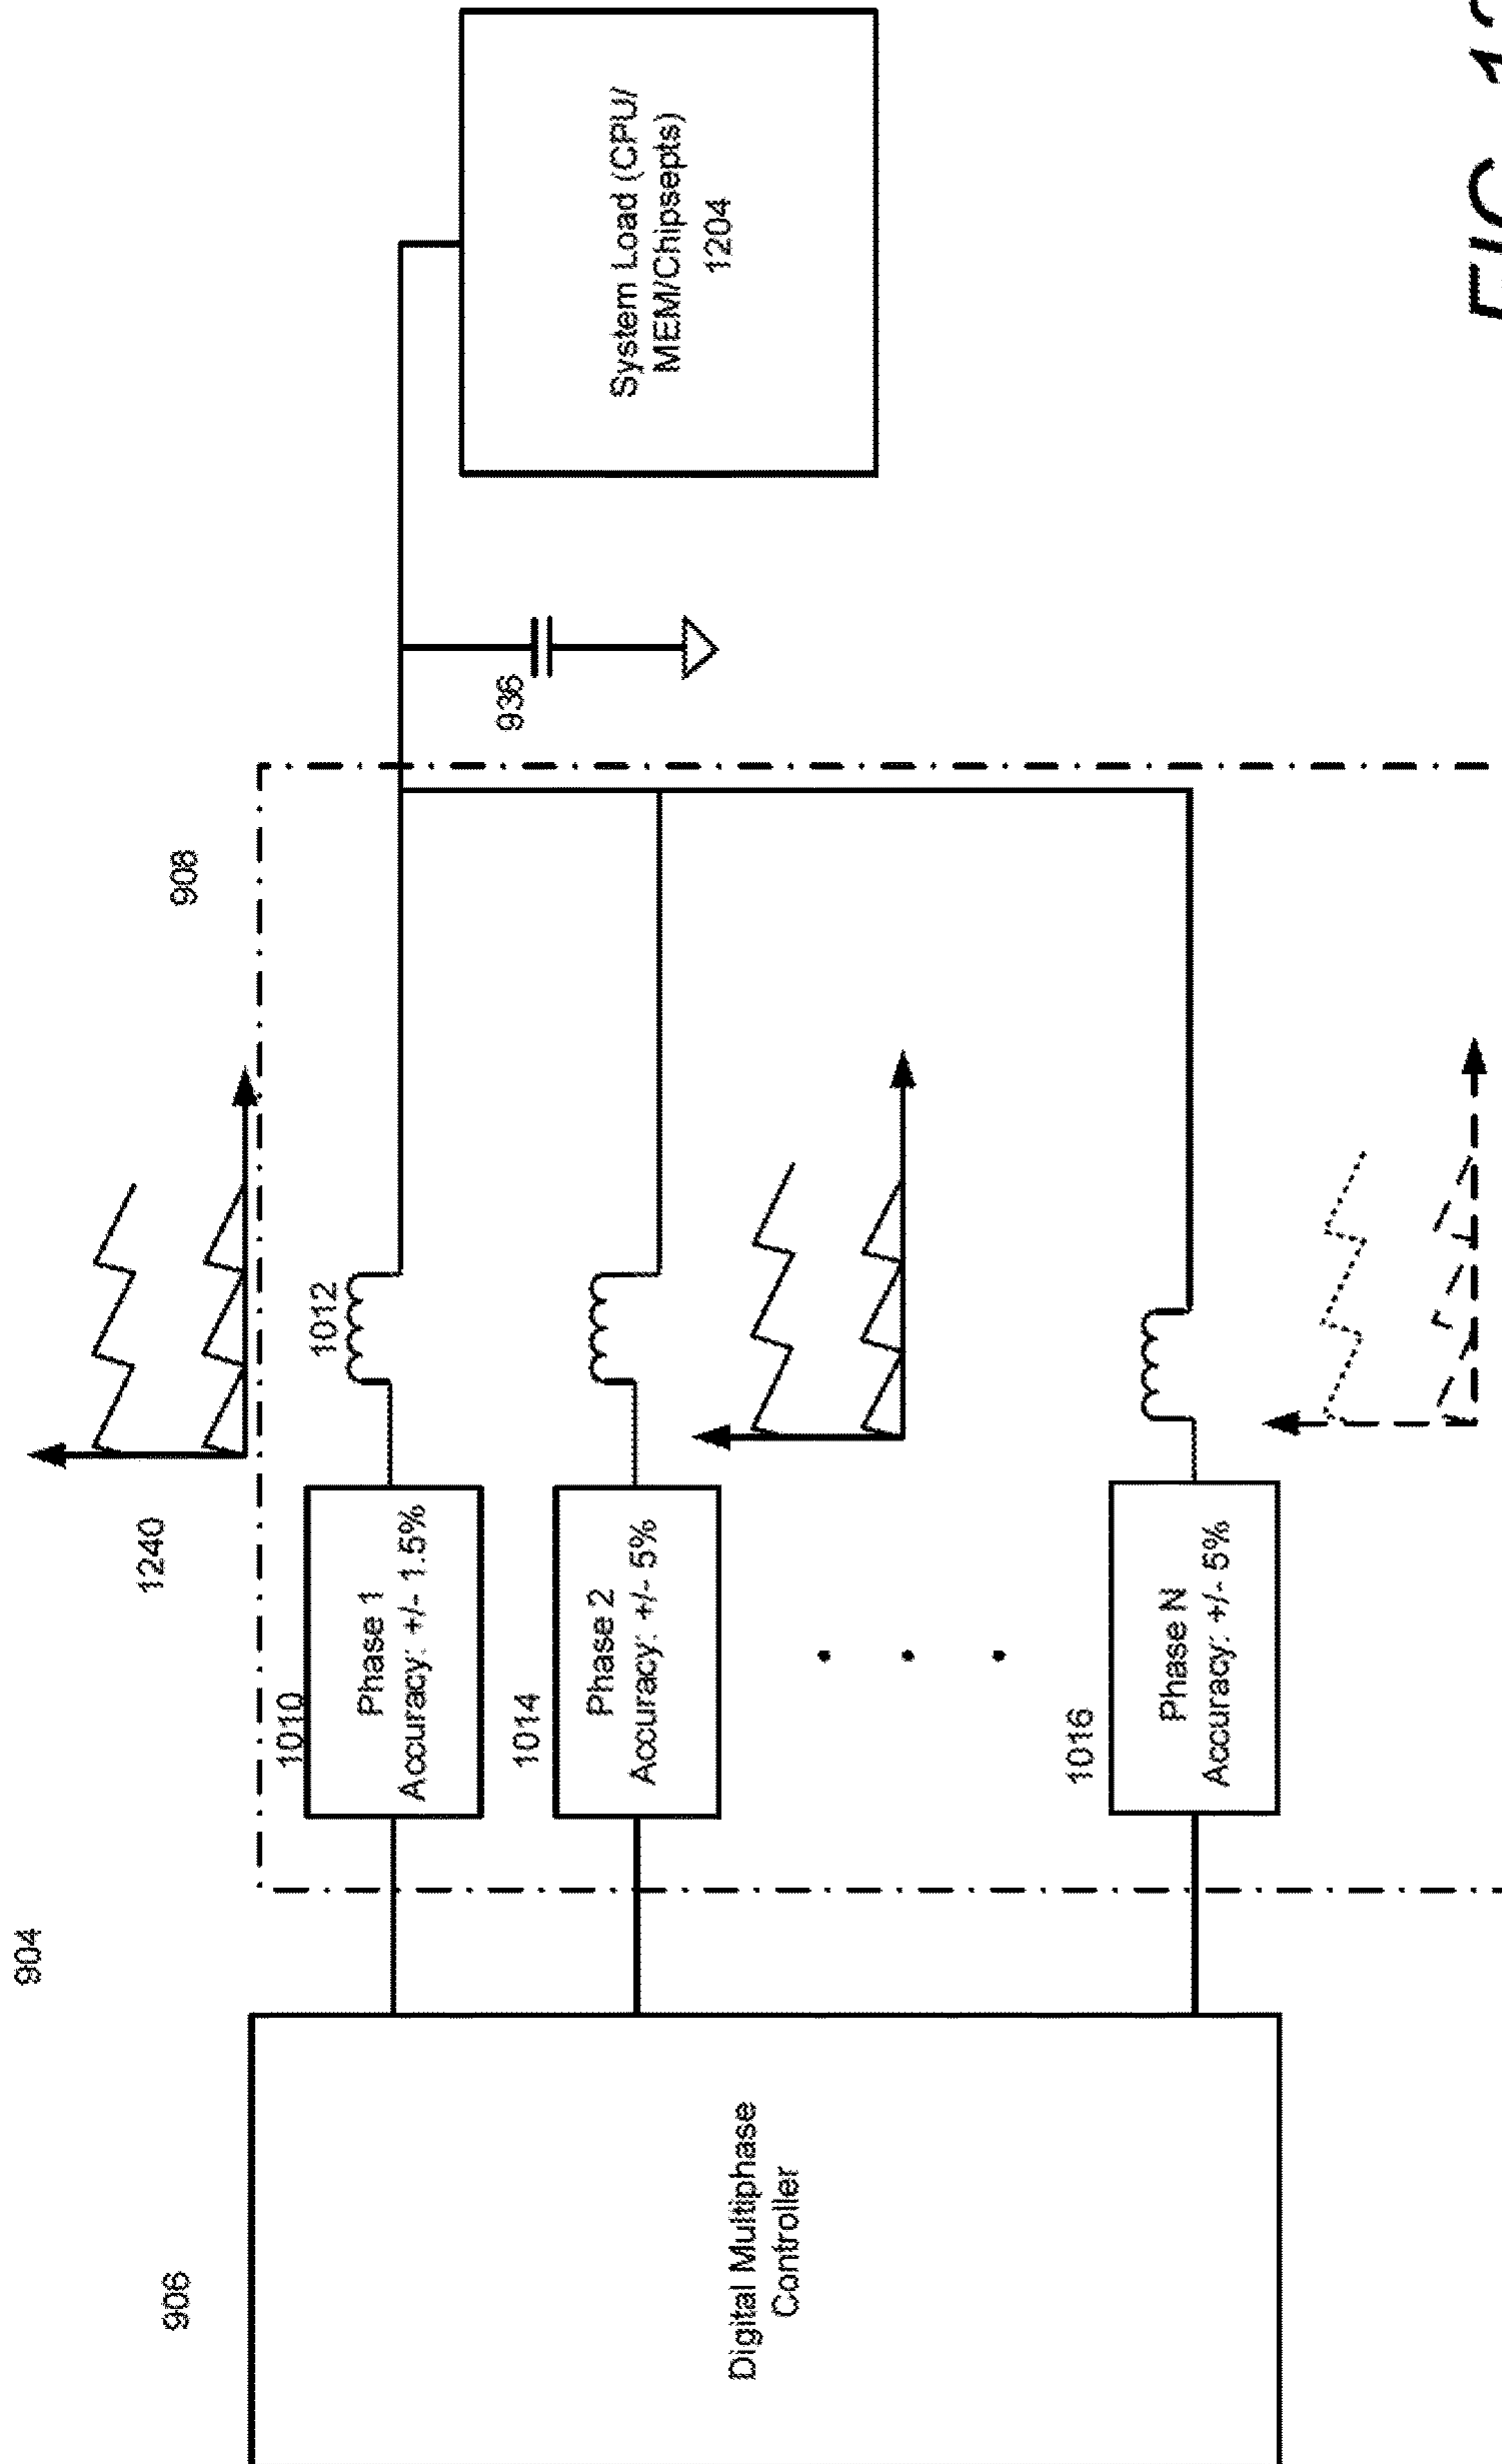 904
906
Digital Multiphase
Controller
908
1240
1010
Phase 1
Accuracy: +/- 1.5%
1012
1014
Phase 2
Accuracy: +/- 5%
1016
Phase N
Accuracy: +/- 5%
936
System Load (CPU/
MEM/Chipsepts)
1204